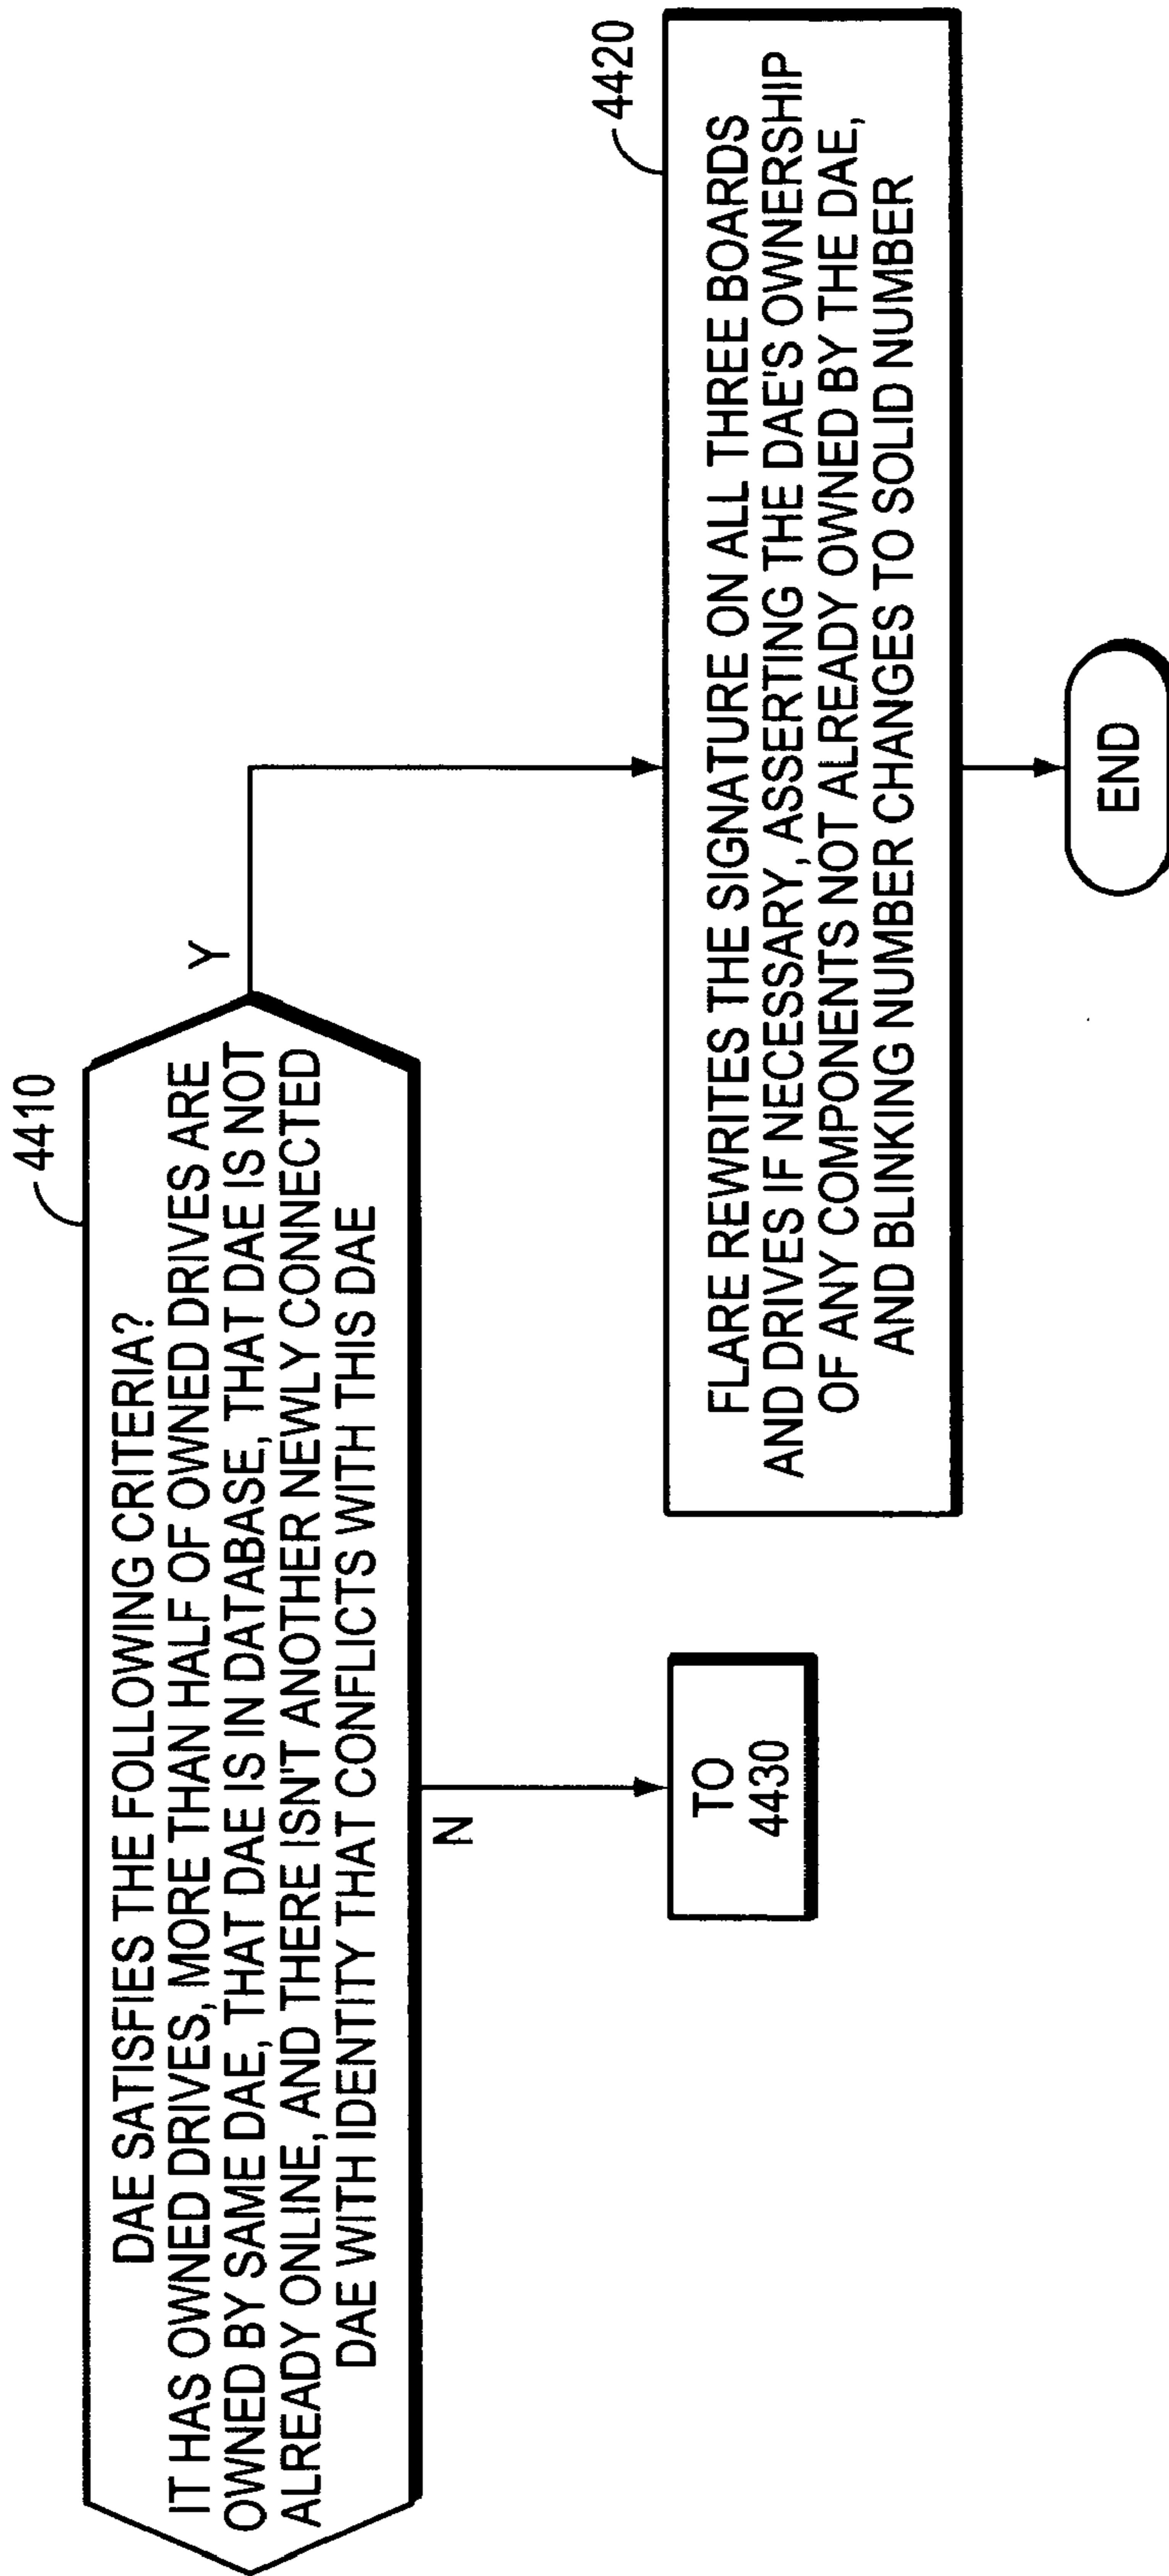 4410
DAE SATISFIES THE FOLLOWING CRITERIA?
IT HAS OWNED DRIVES, MORE THAN HALF OF OWNED DRIVES ARE
OWNED BY SAME DAE, THAT DAE IS IN DATABASE, THAT DAE IS NOT
ALREADY ONLINE, AND THERE ISN'T ANOTHER NEWLY CONNECTED
DAE WITH IDENTITY THAT CONFLICTS WITH THIS DAE
Y
N
TO
4430
4420
FLARE REWRITES THE SIGNATURE ON ALL THREE BOARDS
AND DRIVES IF NECESSARY, ASSERTING THE DAE'S OWNERSHIP
OF ANY COMPONENTS NOT ALREADY OWNED BY THE DAE,
AND BLINKING NUMBER CHANGES TO SOLID NUMBER
END